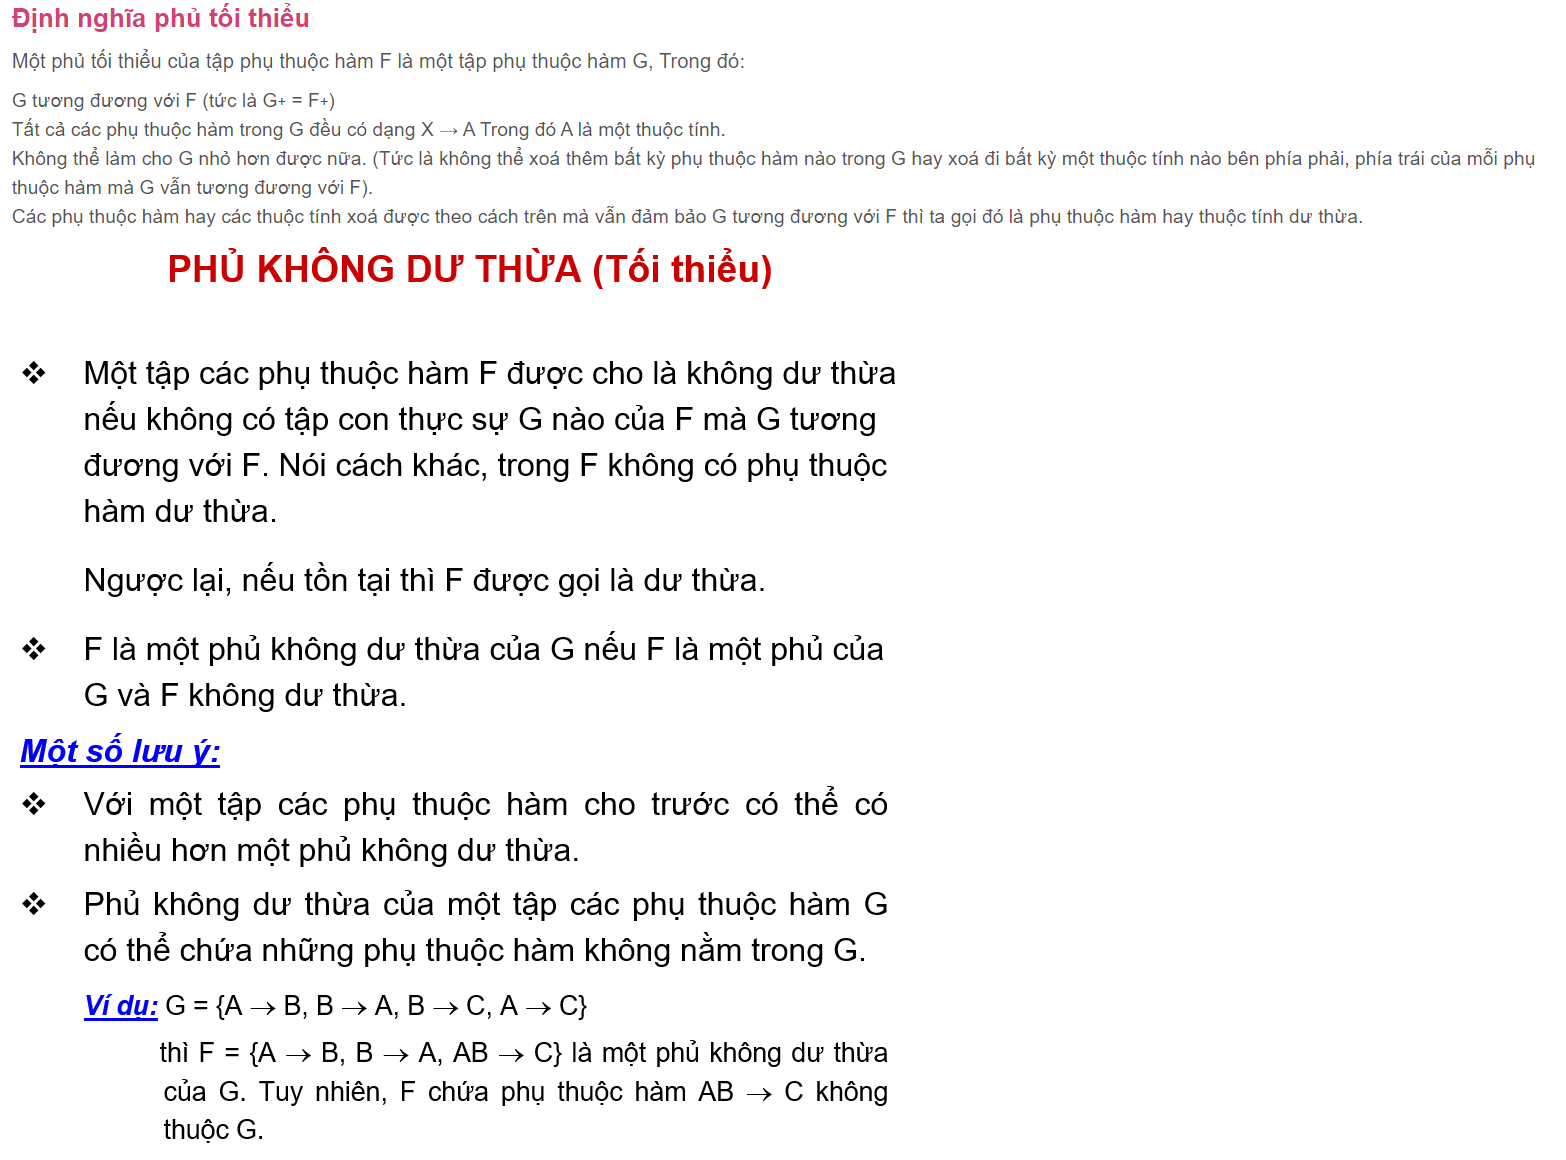 Định nghĩa phủ tối thiểu
Một phủ tối thiểu của tập phụ thuộc hàm F là một tập phụ thuộc hàm G, Trong đó:
G tương đương với F (tức là G+ = F+)
Tất cả các phụ thuộc hàm trong G đều có dạng X → A Trong đó A là một thuộc tính.
Không thể làm cho G nhỏ hơn được nữa. (Tức là không thể xoá thêm bất kỳ phụ thuộc hàm nào trong G hay xoá đi bất kỳ một thuộc tính nào bên phía phải, phía trái của mỗi phụ
thuộc hàm mà G vẫn tương đương với F).
Các phụ thuộc hàm hay các thuộc tính xoá được theo cách trên mà vẫn đảm bảo G tương đương với F thì ta gọi đó là phụ thuộc hàm hay thuộc tính dư thừa.
PHỦ KHÔNG DƯ THỪA (Tối thiểu)
❖ Một tập các phụ thuộc hàm F được cho là không dư thừa
nếu không có tập con thực sự G nào của F mà G tương
đương với F. Nói cách khác, trong F không có phụ thuộc
hàm dư thừa.
Ngược lại, nếu tồn tại thì F được gọi là dư thừa.
❖ F là một phủ không dư thừa của G nếu F là một phủ của
G và F không dư thừa.
Một số lưu ý:
❖ Với một tập các phụ thuộc hàm cho trước có thể có
nhiều hơn một phủ không dư thừa.
❖ Phủ không dư thừa của một tập các phụ thuộc hàm G
có thể chứa những phụ thuộc hàm không nằm trong G.
Ví dụ: G = {A → B, B → A, B → C, A → C}
thì F = {A → B, B → A, AB → C} là một phủ không dư thừa
của G. Tuy nhiên, F chứa phụ thuộc hàm AB → C không
thuộc G.